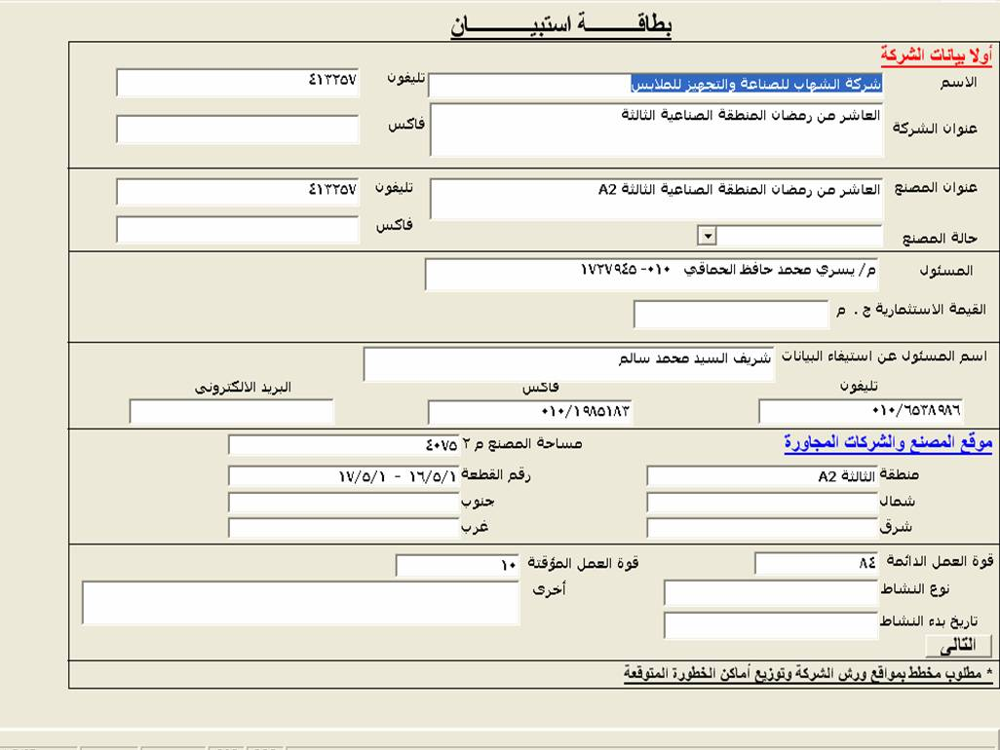 بطاقـــــــة استبيـــــــــان
أولا بيانات الشركة
الاسم شركة الشهاب للصناعة والتجهيز للملابس تليفون ٤١٣٢٥٧
عنوان الشركة العاشر من رمضان المنطقة الصناعية الثالثة فاكس
عنوان المصنع العاشر من رمضان المنطقة الصناعية الثالثة A2 تليفون ٤١٣٢٥٧
فاكس
حالة المصنع
المسئول م/ يسري محمد حافظ الحماقي ٠١٠- ١٧٢٧٩٤٥
القيمة الاستثمارية ج . م
اسم المسئول عن استيفاء البيانات شريف السيد محمد سالم
تليفون فاكس البريد الالكترونى
٠١٠/٦٥٣٨٩٨٦ ٠١٠/١٩٨٥١٨٣
موقع المصنع والشركات المجاورة مساحة المصنع م ٢ ٤٠٧٥
منطقة الثالثة A2 رقم القطعة ١٦/٥/١ - ١٧/٥/١
شمال جنوب
شرق غرب
قوة العمل الدائمة ٨٤ قوة العمل المؤقتة ١٠
نوع النشاط أخرى
تاريخ بدء النشاط
التالى
* مطلوب مخطط بمواقع ورش الشركة وتوزيع أماكن الخطورة المتوقعة